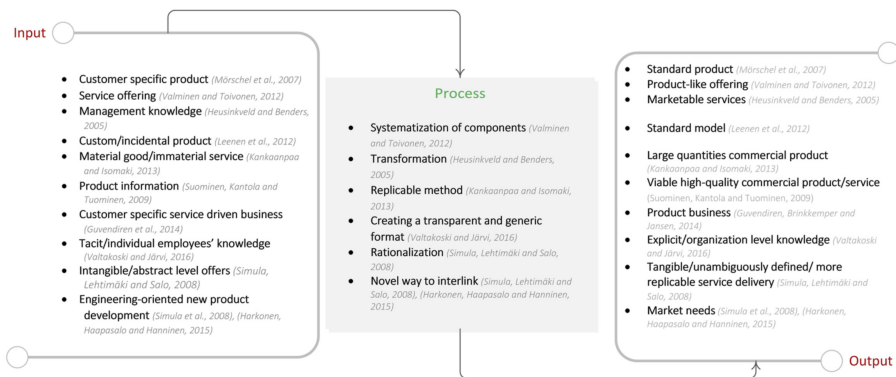 Input
• Customer specific product (Mörschel et al., 2007)
• Service offering (Valminen and Toivonen, 2012)
• Management knowledge (Heusinkveld and Benders,
2005)
• Custom/incidental product (Leenen et al., 2012)
• Material good/immaterial service (Kankaanpaa
and Isomaki, 2013)
• Product information (Suominen, Kantola and
Tuominen, 2009)
• Customer specific service driven business
(Guvendiren et al., 2014)
• Tacit/individual employees' knowledge
(Valtakoski and Järvi, 2016)
• Intangible/abstract level offers (Simula,
Lehtimäki and Salo, 2008)
• Engineering-oriented new product
development (Simula et al., 2008), (Harkonen,
Haapasalo and Hanninen, 2015)
Process
• Systematization of components (Valminen
and Toivonen, 2012)
• Transformation (Heusinkveld and Benders,
2005)
• Replicable method (Kankaanpaa and Isomaki,
2013)
• Creating a transparent and generic
format (Valtakoski and Järvi, 2016)
• Rationalization (Simula, Lehtimäki and Salo,
2008)
• Novel way to interlink (Simula, Lehtimäki and
Salo, 2008), (Harkonen, Haapasalo and Hanninen,
2015)
• Standard product (Mörschel et al., 2007)
• Product-like offering (Valminen and Toivonen, 2012)
• Marketable services (Heusinkveld and Benders, 2005)
• Standard model (Leenen et al., 2012)
• Large quantities commercial product
(Kankaanpaa and Isomaki, 2013)
• Viable high-quality commercial product/service
(Suominen, Kantola and Tuominen, 2009)
• Product business (Guvendiren, Brinkkemper and
Jansen, 2014)
• Explicit/organization level knowledge (Valtakoski
and Järvi, 2016)
• Tangible/unambiguously defined/ more
replicable service delivery (Simula, Lehtimäki and
Salo, 2008)
• Market needs (Simula et al., 2008), (Harkonen,
Haapasalo and Hanninen, 2015)
Output